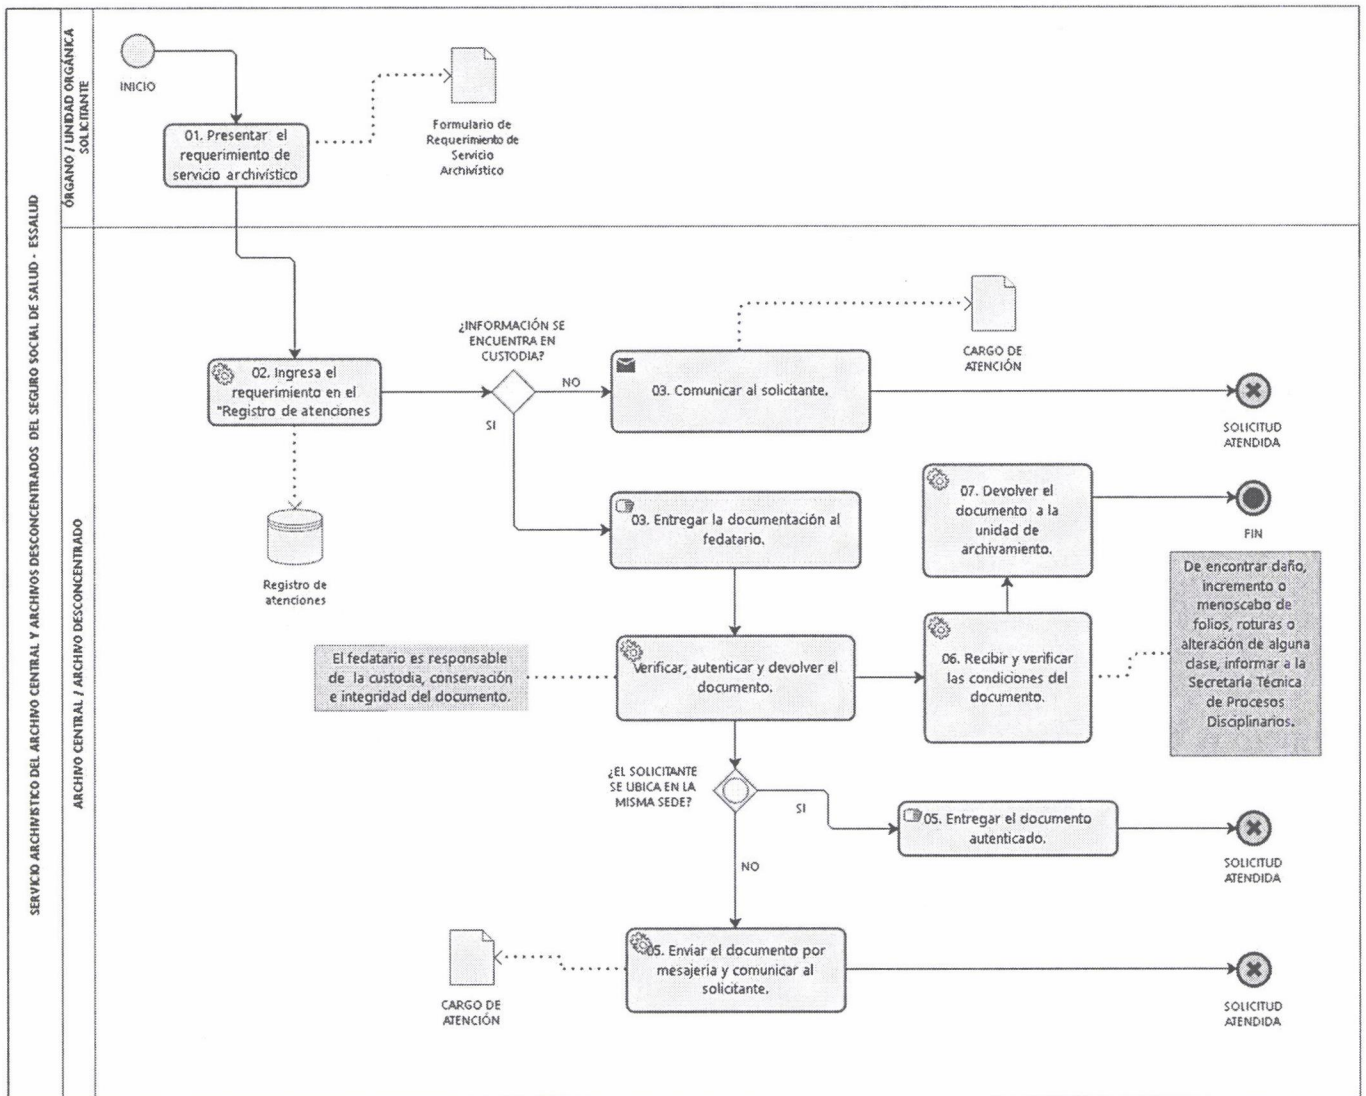 SERVICIO ARCHIVISTICO DEL ARCHIVO CENTRAL Y ARCHIVOS DESCONCENTRADOS DEL SEGURO SOCIAL DE SALUD - ESSALUD
ÓRGANO / UNIDAD ORGÁNICA
SOLICITANTE
INICIO
01. Presentar el
requerimiento de
servicio archivístico
Formulario de
Requerimiento de
Servicio
Archivístico
ARCHIVO CENTRAL / ARCHIVO DESCONCENTRADO
02. Ingresa el
requerimiento en el
"Registro de atenciones
Registro de
atenciones
¿INFORMACIÓN SE
ENCUENTRA EN
CUSTODIA?
NO
SI
03. Comunicar al solicitante.
CARGO DE
ATENCIÓN
SOLICITUD
ATENDIDA
03. Entregar la documentación al
fedatario.
07. Devolver el
documento a la
unidad de
archivamiento.
FIN
El fedatario es responsable
de la custodia, conservación
e integridad del documento.
Verificar, autenticar y devolver el
documento.
06. Recibir y verificar
las condiciones del
documento.
De encontrar daño,
incremento o
menoscabo de
folios, roturas o
alteración de alguna
clase, informar a la
Secretaría Técnica
de Procesos
Disciplinarios.
¿EL SOLICITANTE
SE UBICA EN LA
MISMA SEDE?
SI
NO
05. Entregar el documento
autenticado.
SOLICITUD
ATENDIDA
05. Enviar el documento por
mesajeria y comunicar al
solicitante.
CARGO DE
ATENCIÓN
SOLICITUD
ATENDIDA